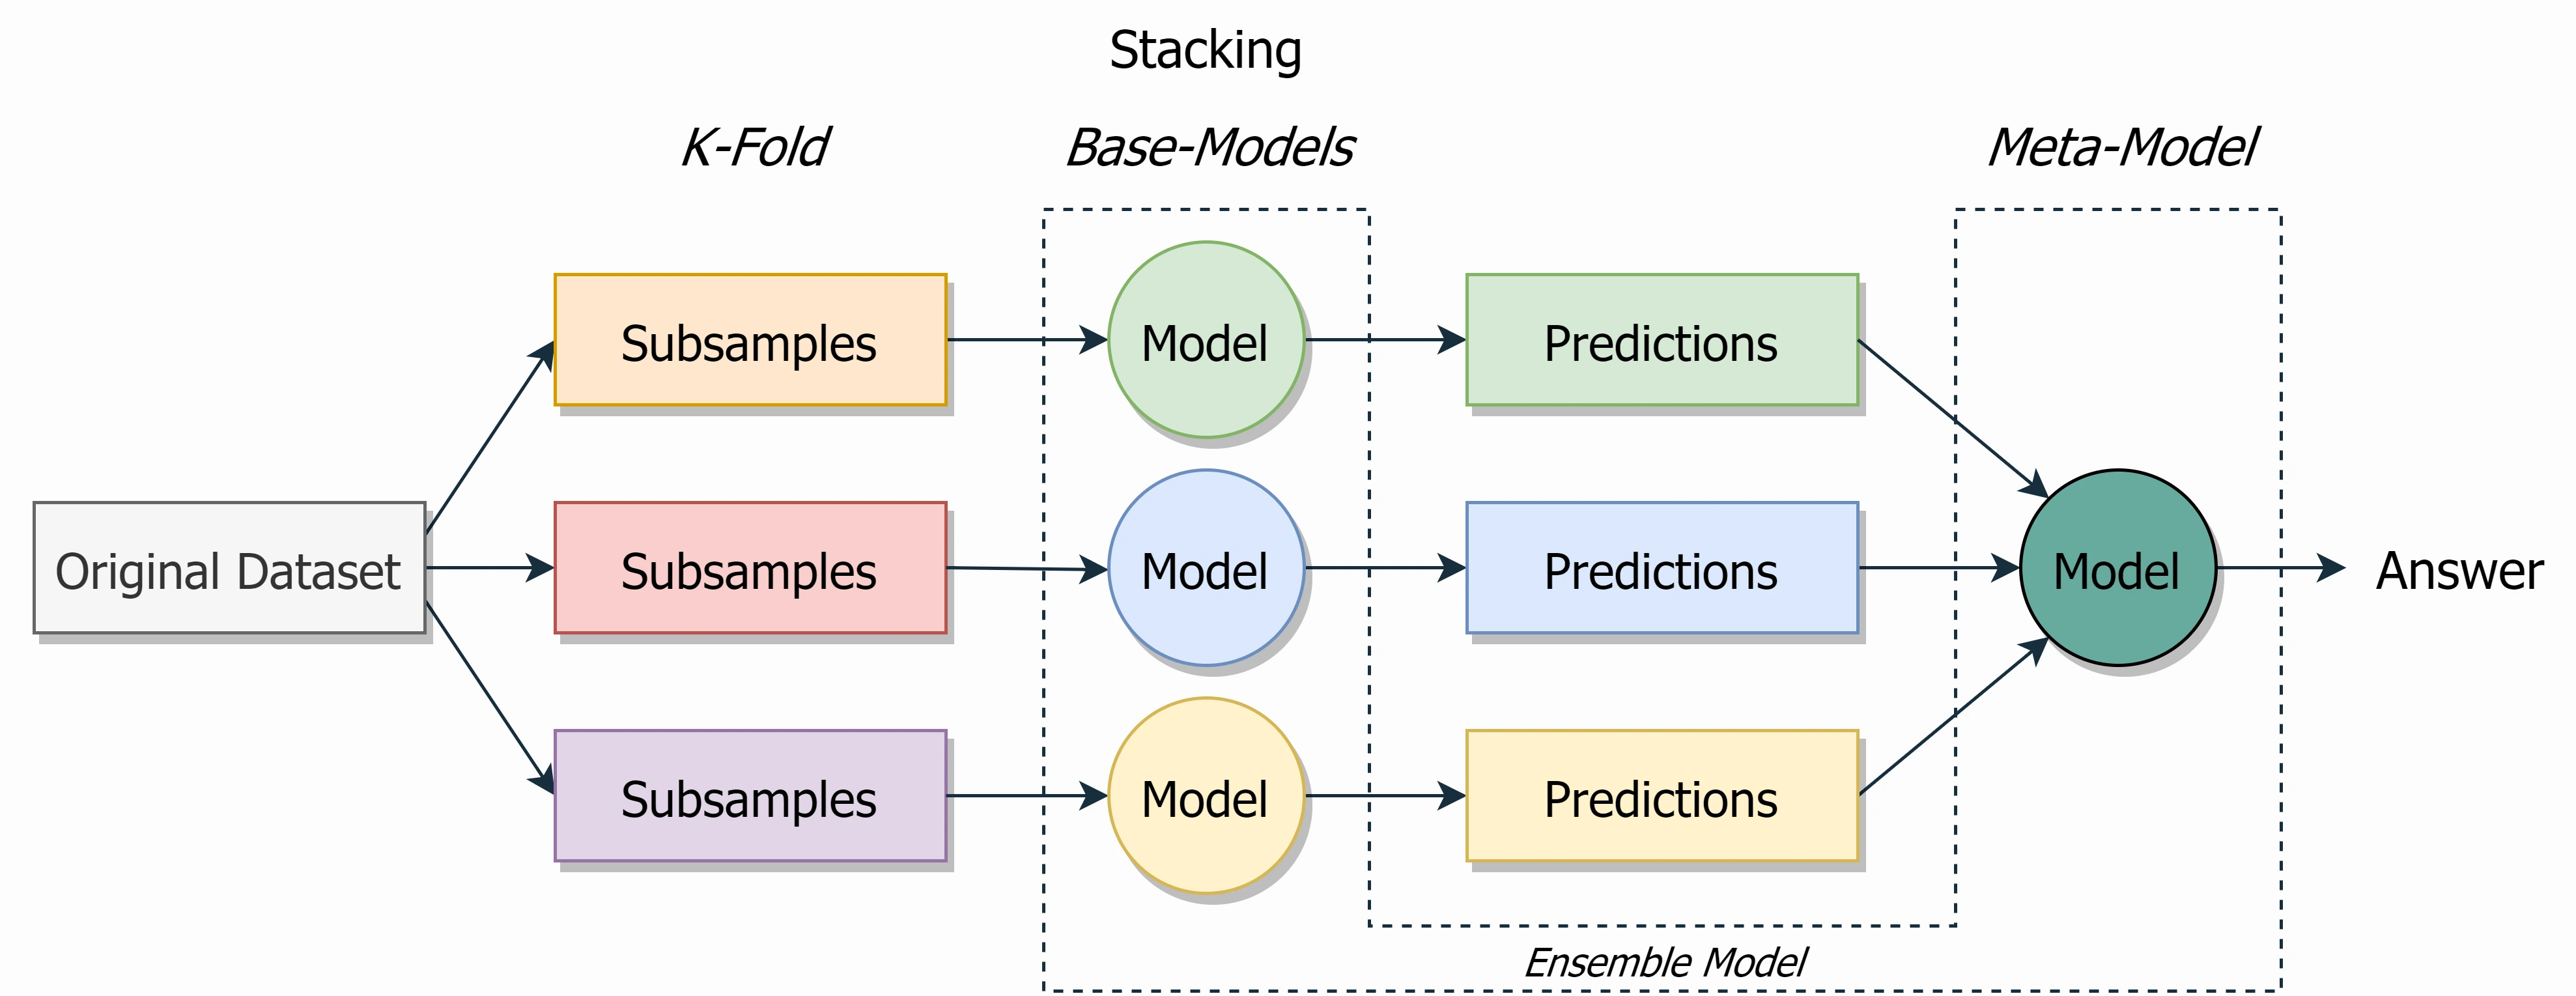 Stacking
K-Fold
Base-Models
Meta-Model
Subsamples
Model
Predictions
Original Dataset
Subsamples
Model
Predictions
Model
Answer
Subsamples
Model
Predictions
Ensemble Model